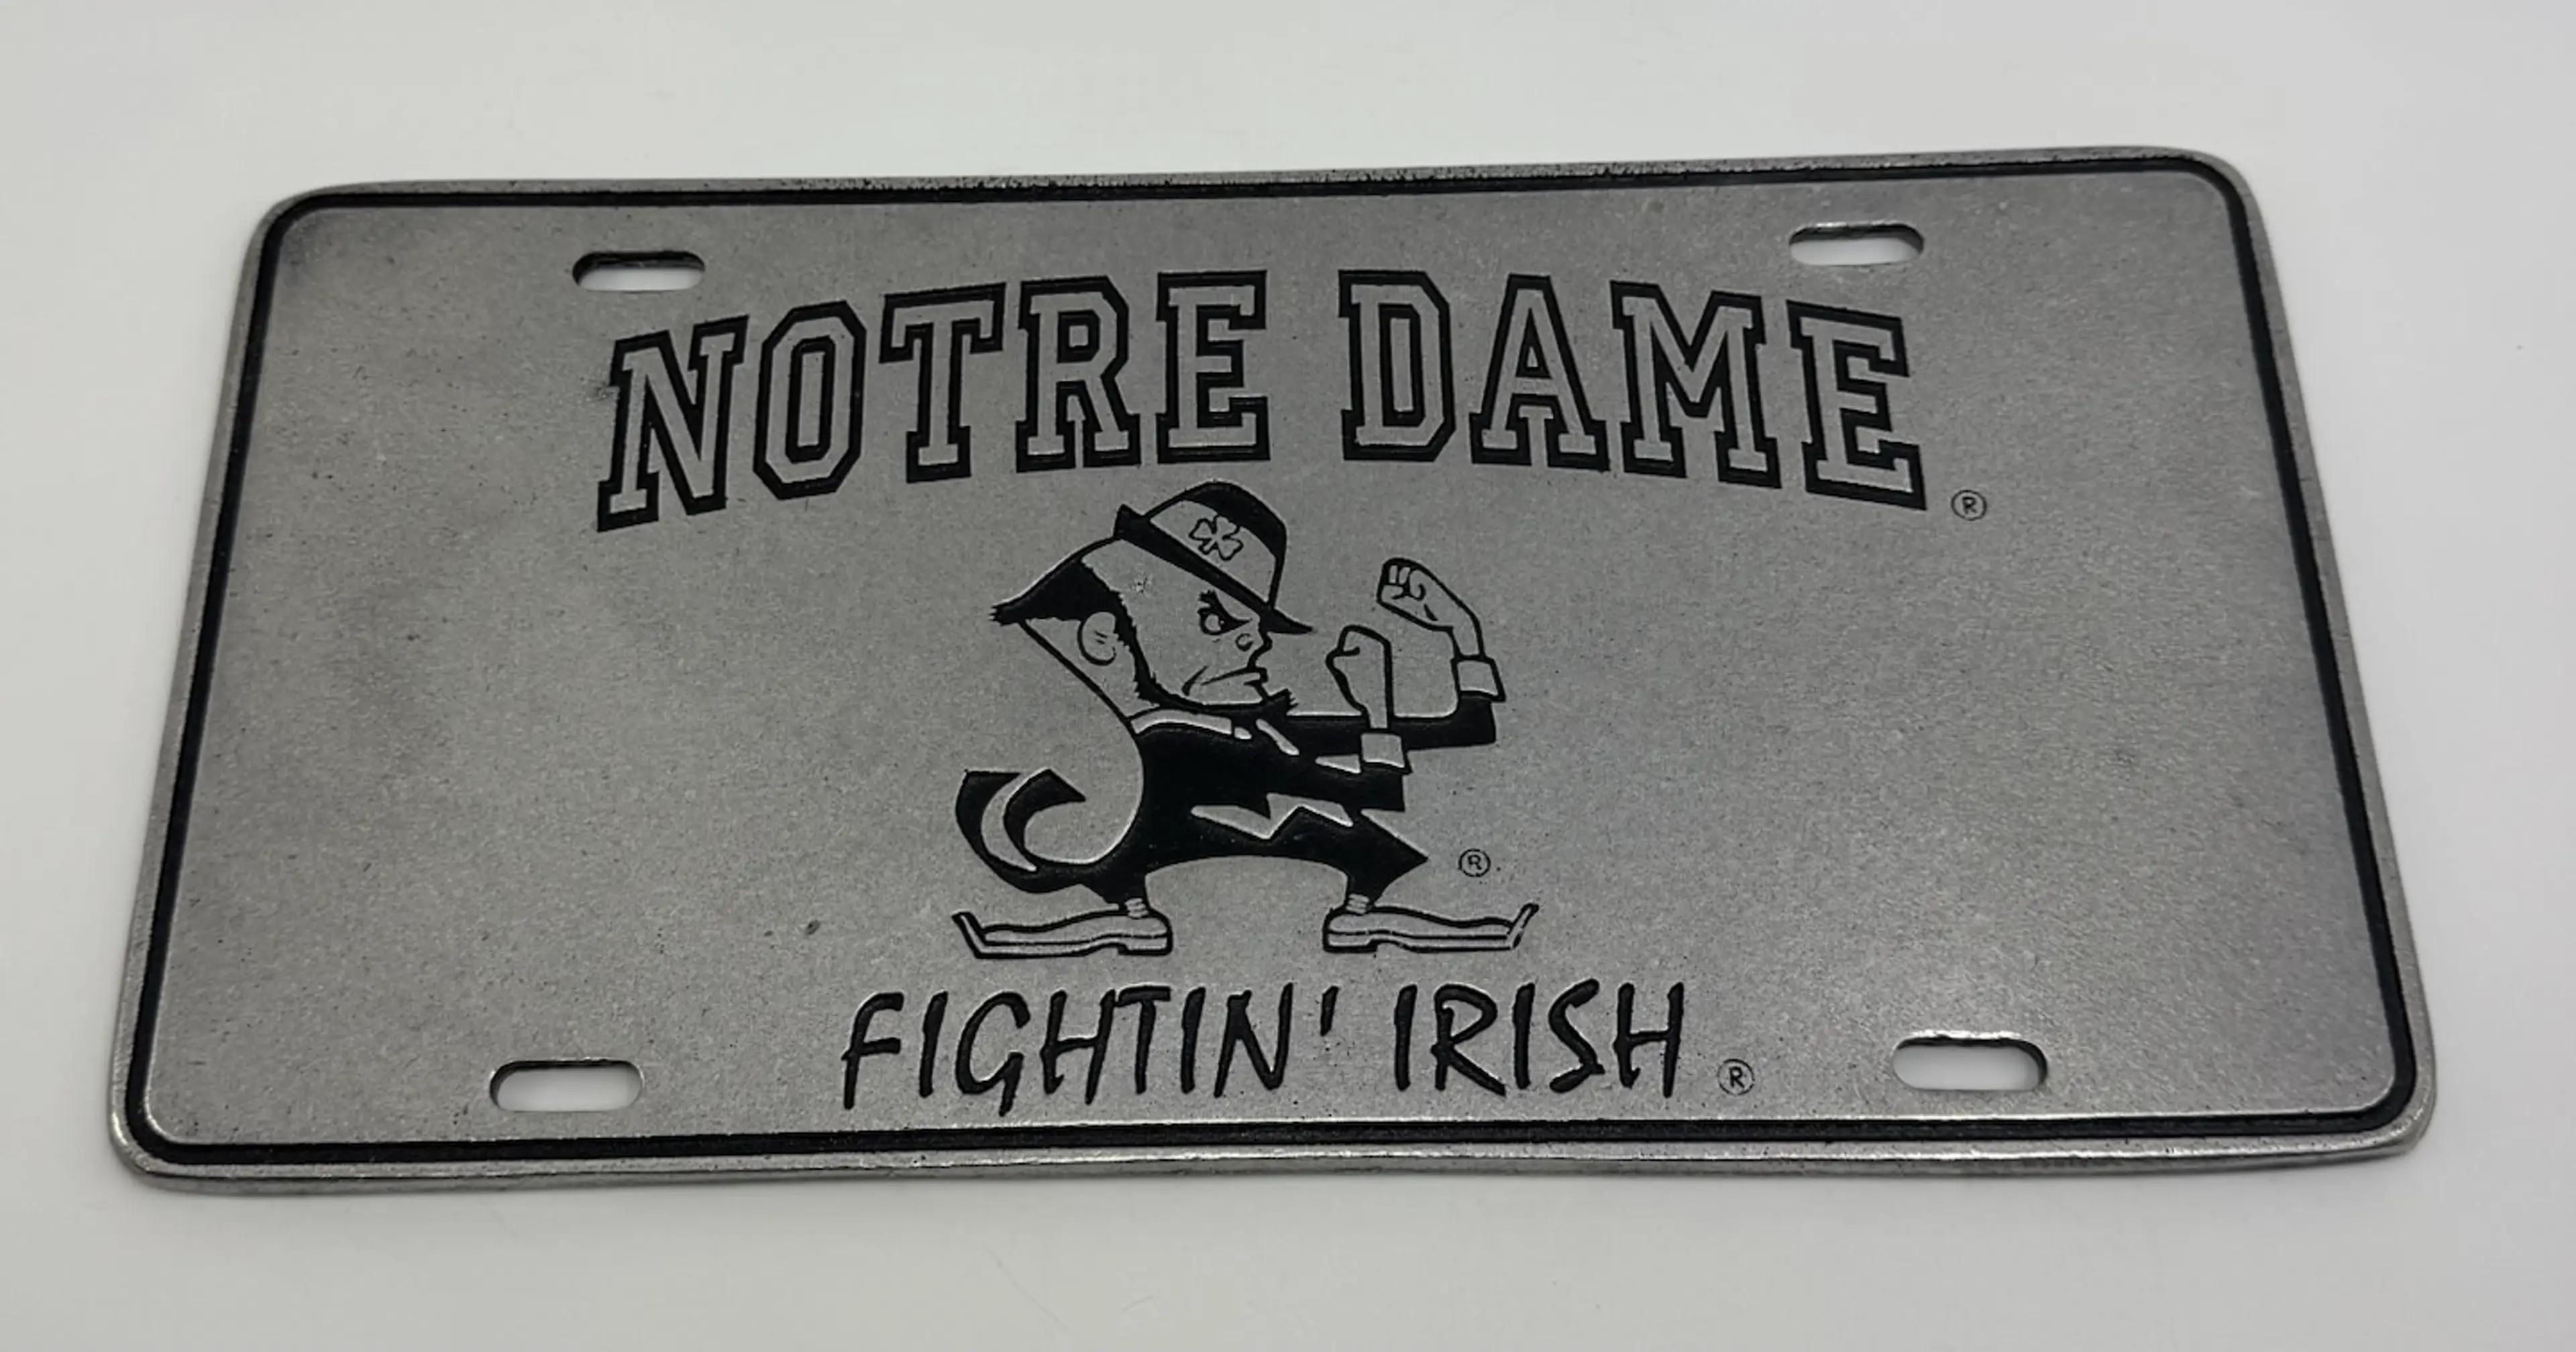 NOTRE DAME ®
®
FIGHTIN' IRISH ®